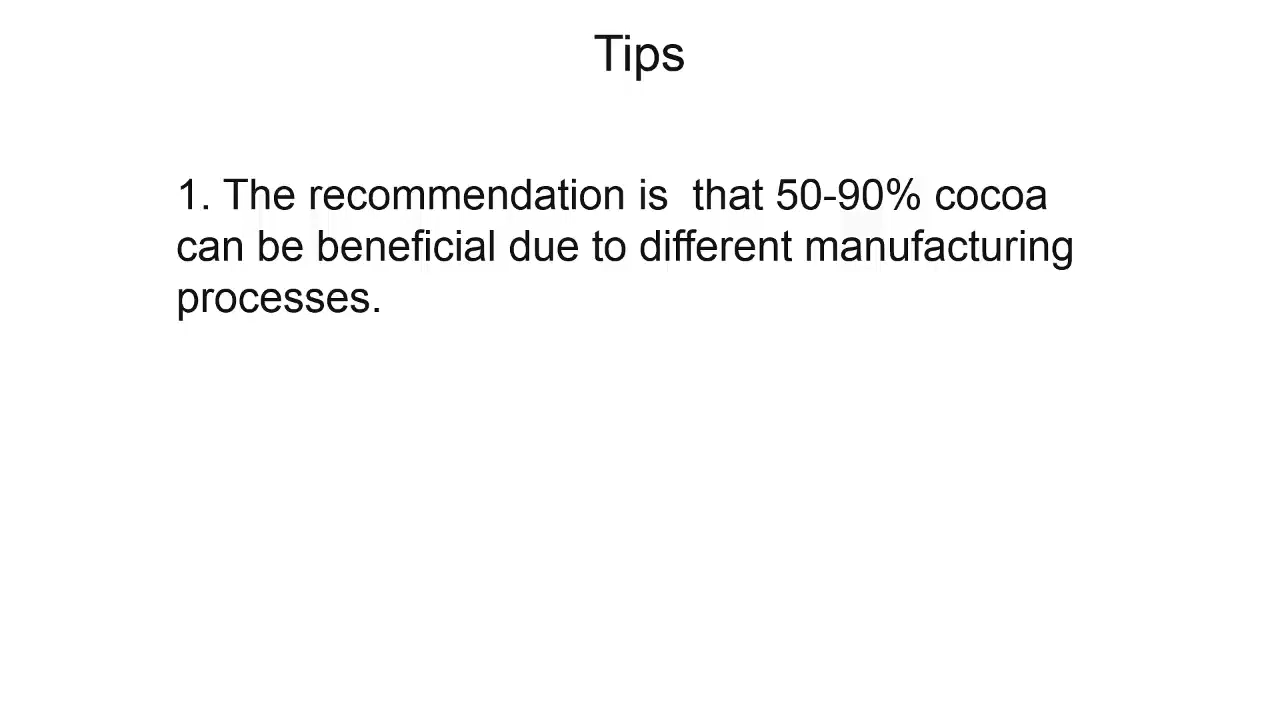 Tips
1. The recommendation is  that 50-90% cocoa
can be beneficial due to different manufacturing
processes.